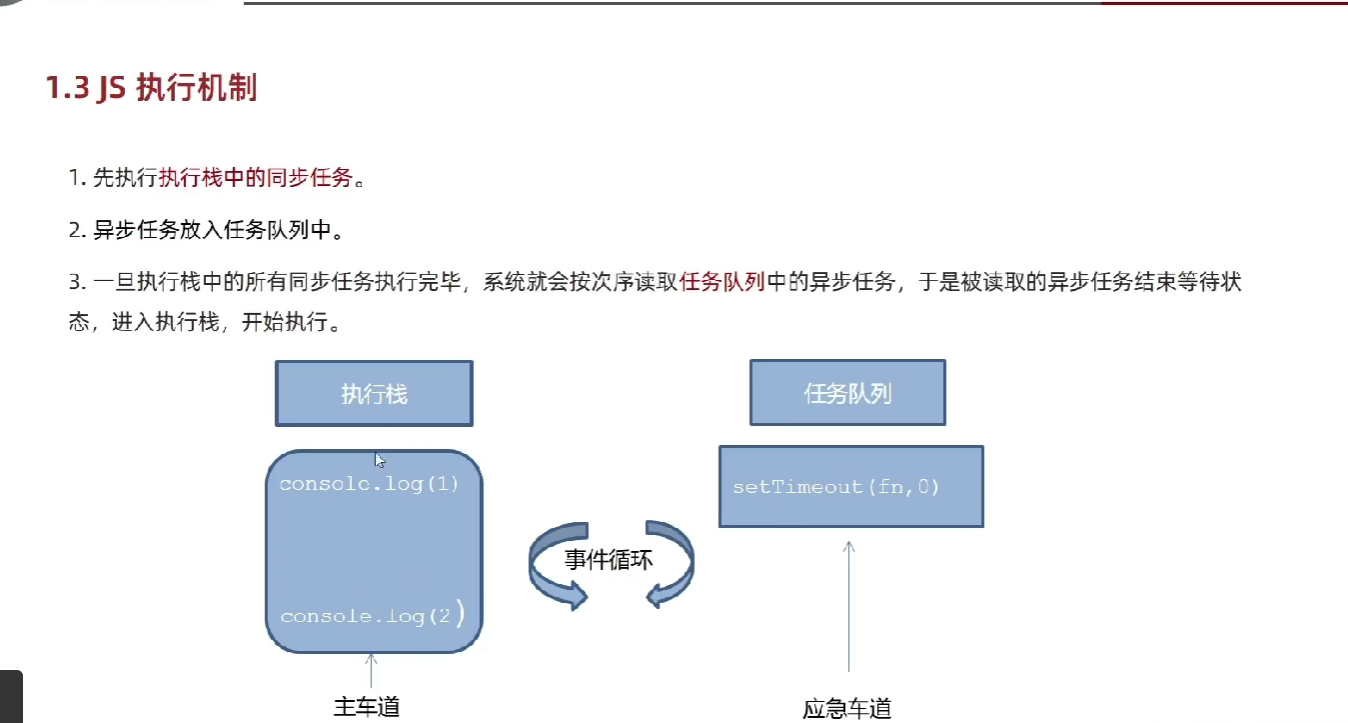 1.3 JS 执行机制
1. 先执行执行栈中的同步任务。
2. 异步任务放入任务队列中。
3. 一旦执行栈中的所有同步任务执行完毕，系统就会按次序读取任务队列中的异步任务，于是被读取的异步任务结束等待状
态，进入执行栈，开始执行。
执行栈
任务队列
console.log(1)
setTimeout(fn,0)
事件循环
console.log(2)
主车道
应急车道